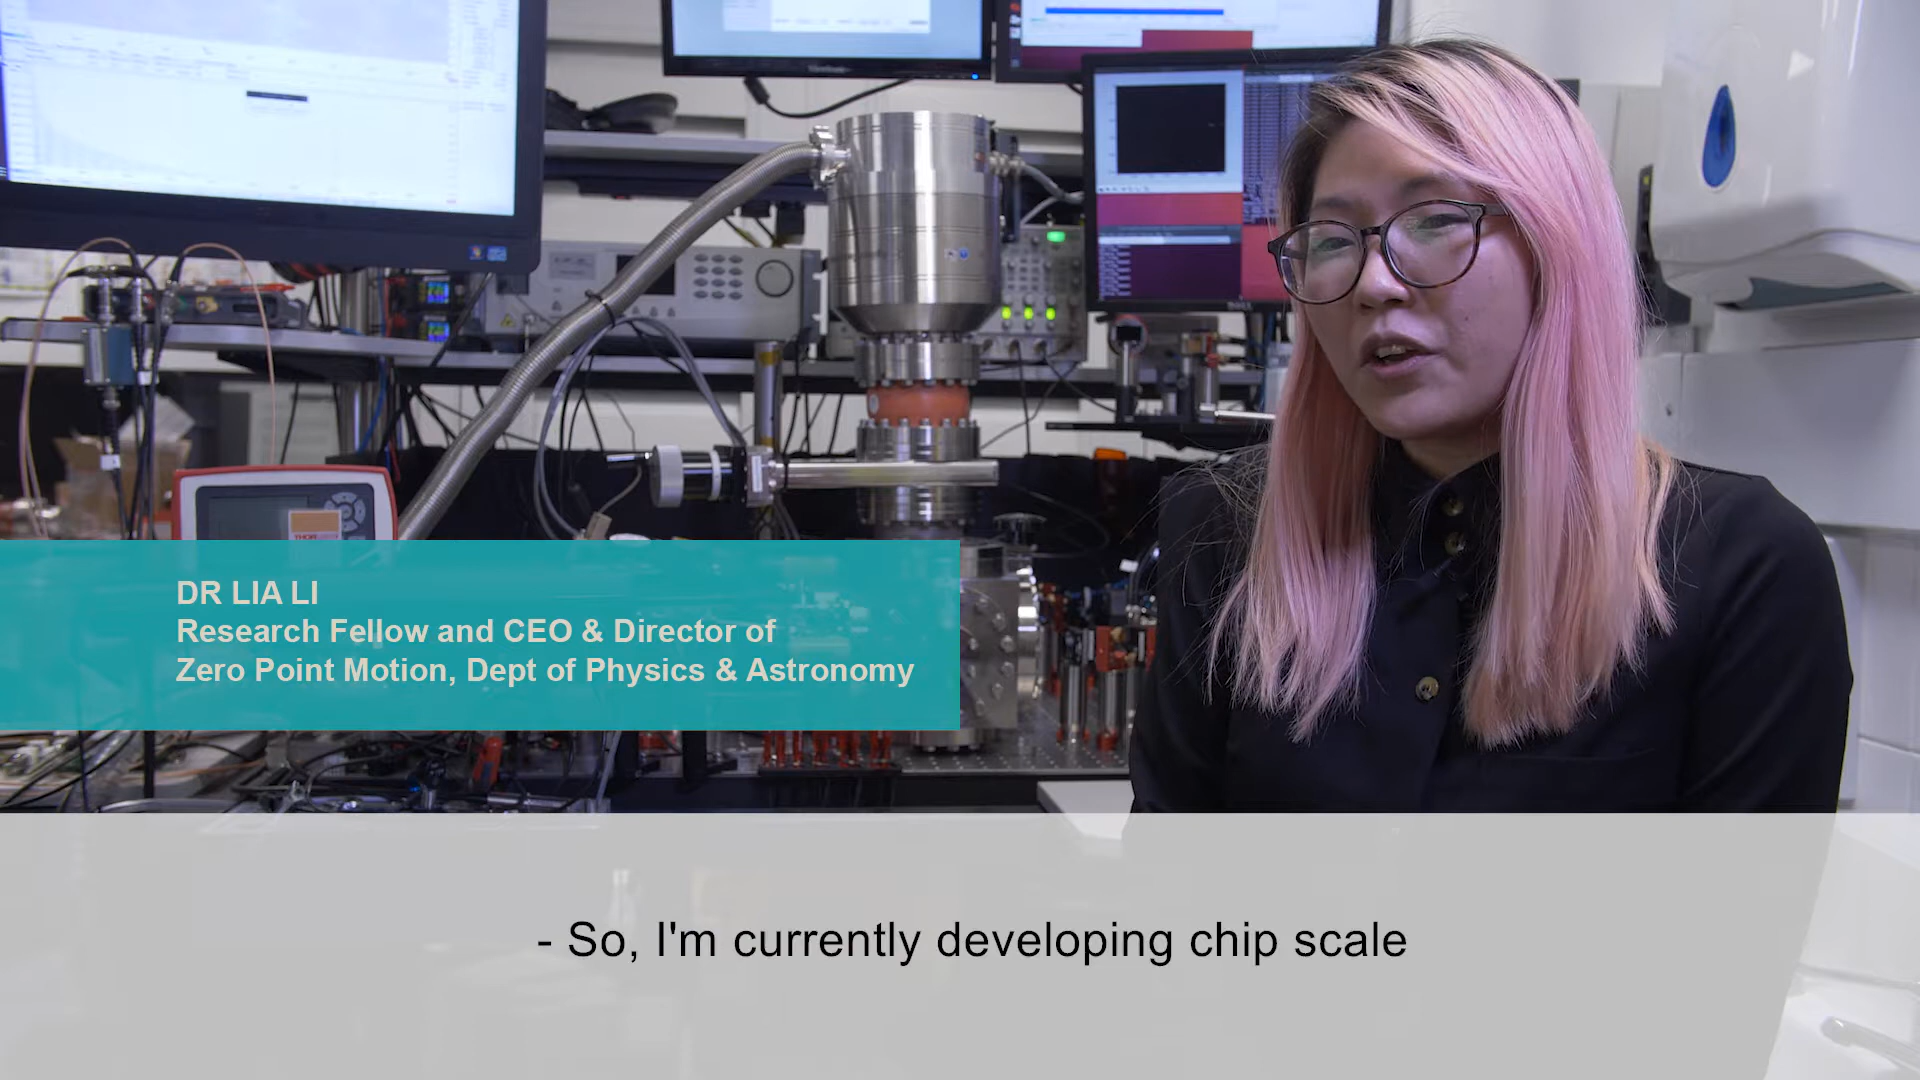 DR LIA LI
Research Fellow and CEO & Director of
Zero Point Motion, Dept of Physics & Astronomy
- So, I'm currently developing chip scale